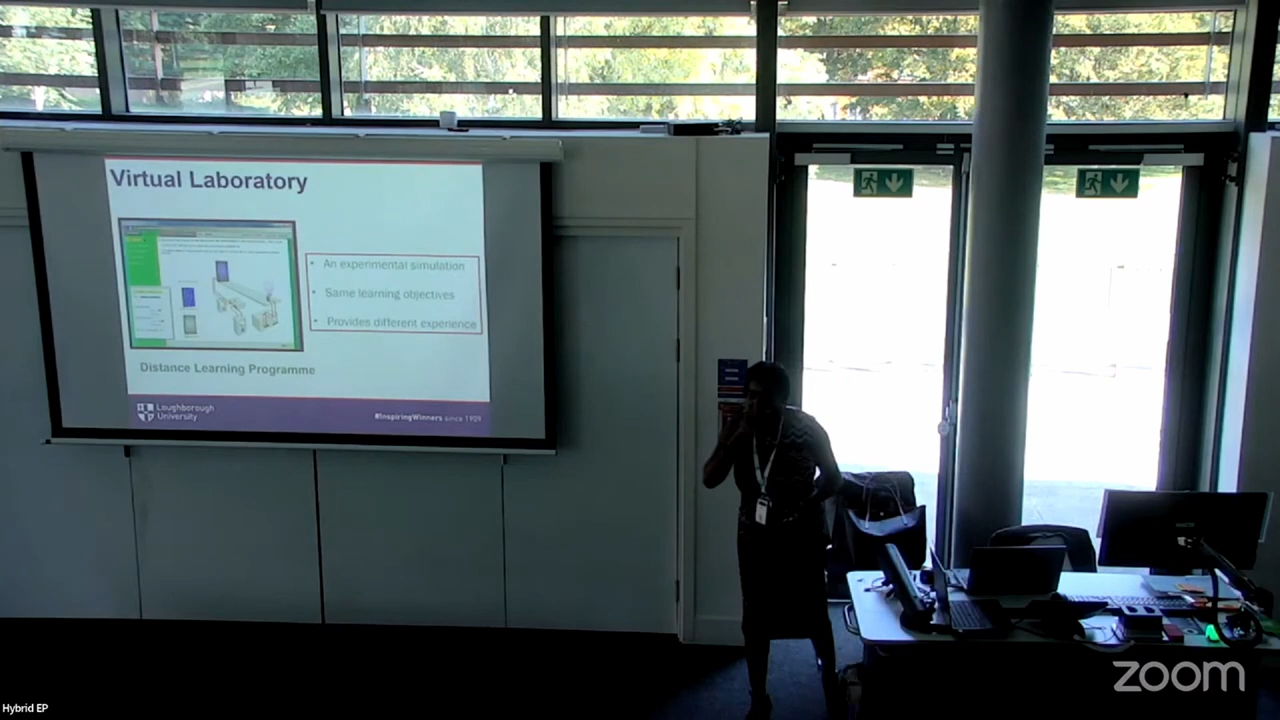 Virtual Laboratory
• An experimental simulation
• Same learning objectives
• Provides different experience
Distance Learning Programme
Loughborough
University
#InspiringWinners since 1909
zoom
Hybrid EP